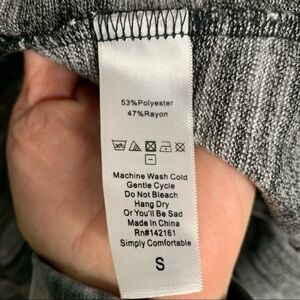 53%Polyester
47%Rayon
Machine Wash Cold
Gentle Cycle
Do Not Bleach
Hang Dry
Or You'll Be Sad
Made in China
Rn#142161
Simply Comfortable
S